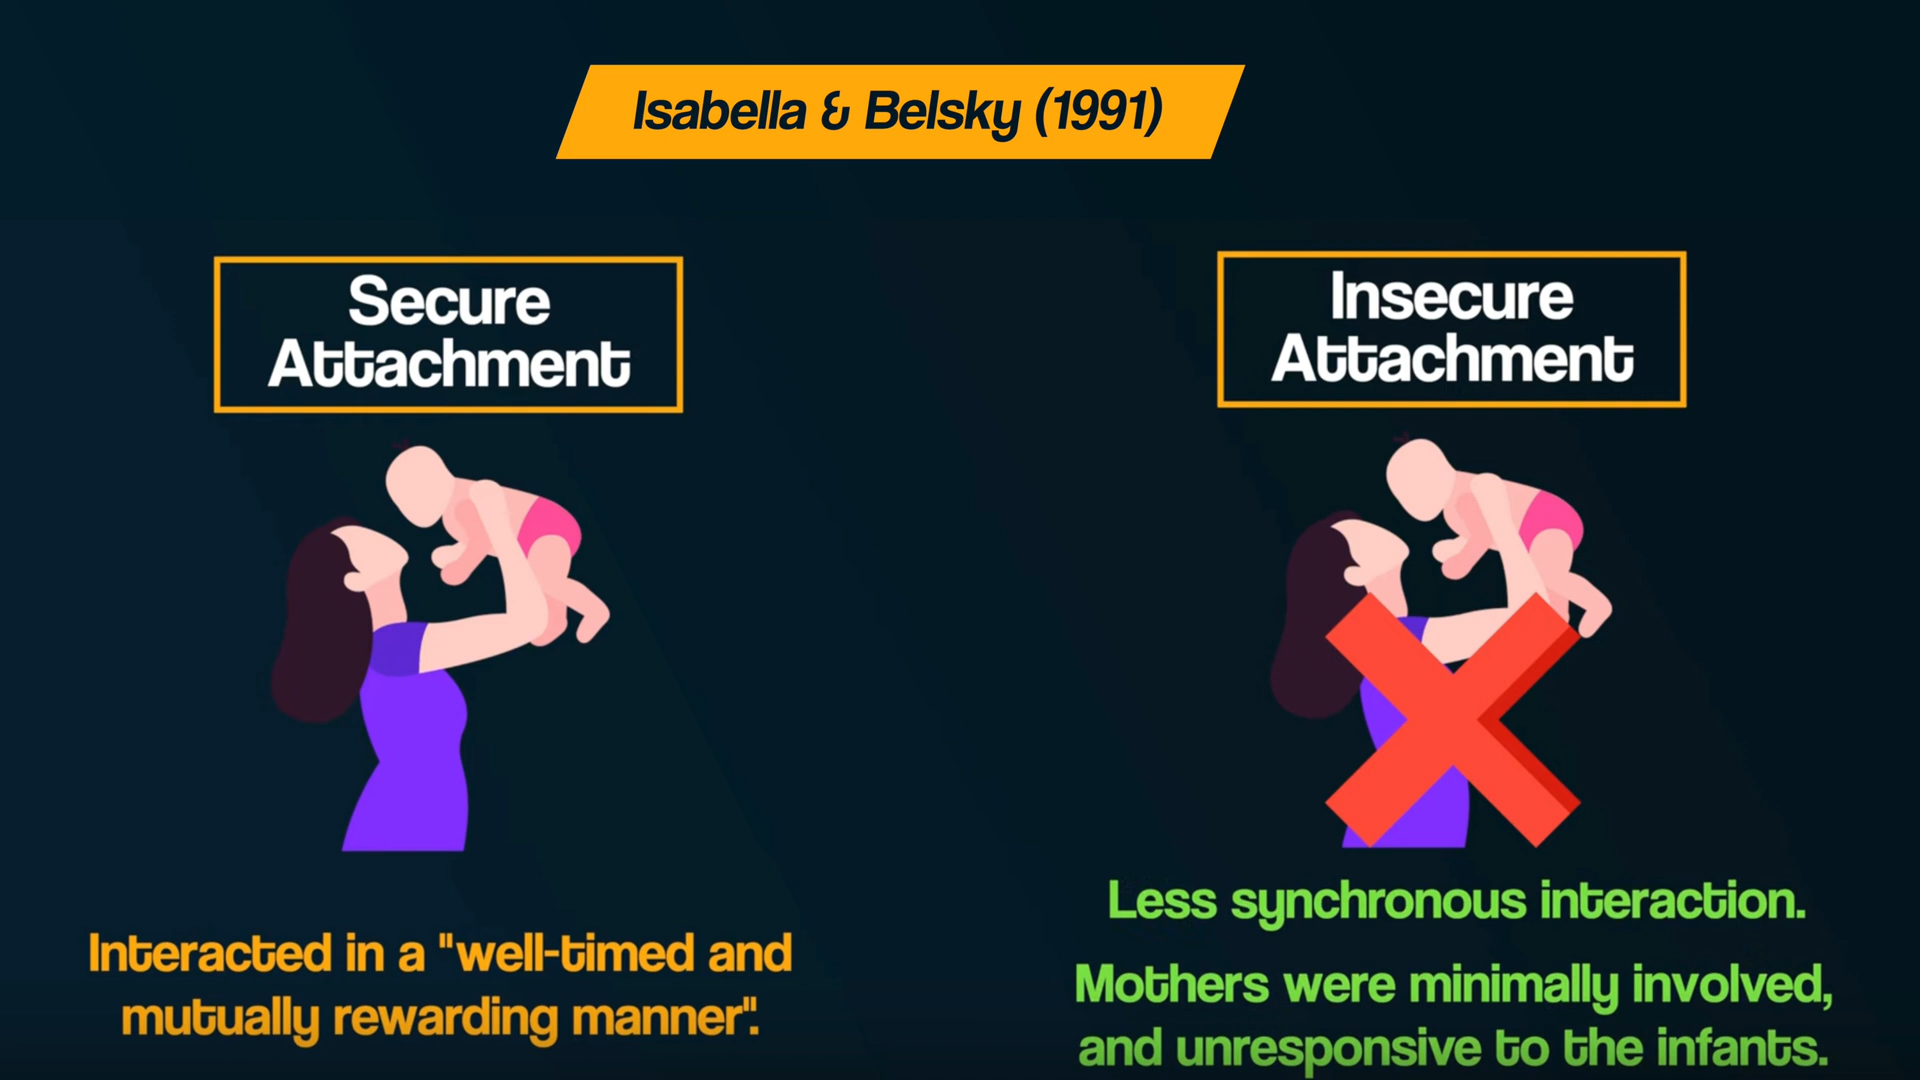 Isabella & Belsky (1991)
Secure
Attachment
Insecure
Attachment
Interacted in a "well-timed and
mutually rewarding manner".
Less synchronous interaction.
Mothers were minimally involved,
and unresponsive to the infants.